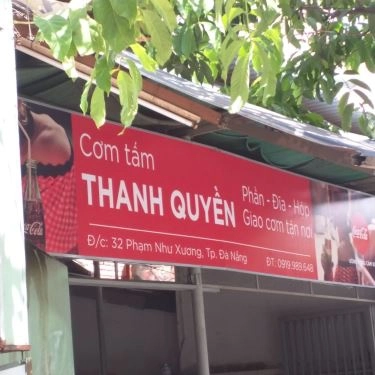 Cơm tấm
THANH QUYỀN
Phần - Đĩa - Hộp
Giao cơm tận nơi
Đ/c: 32 Phạm Như Xương, Tp. Đà Nẵng
ĐT: 0919.989.648
Coca-Cola
Coca-Cola